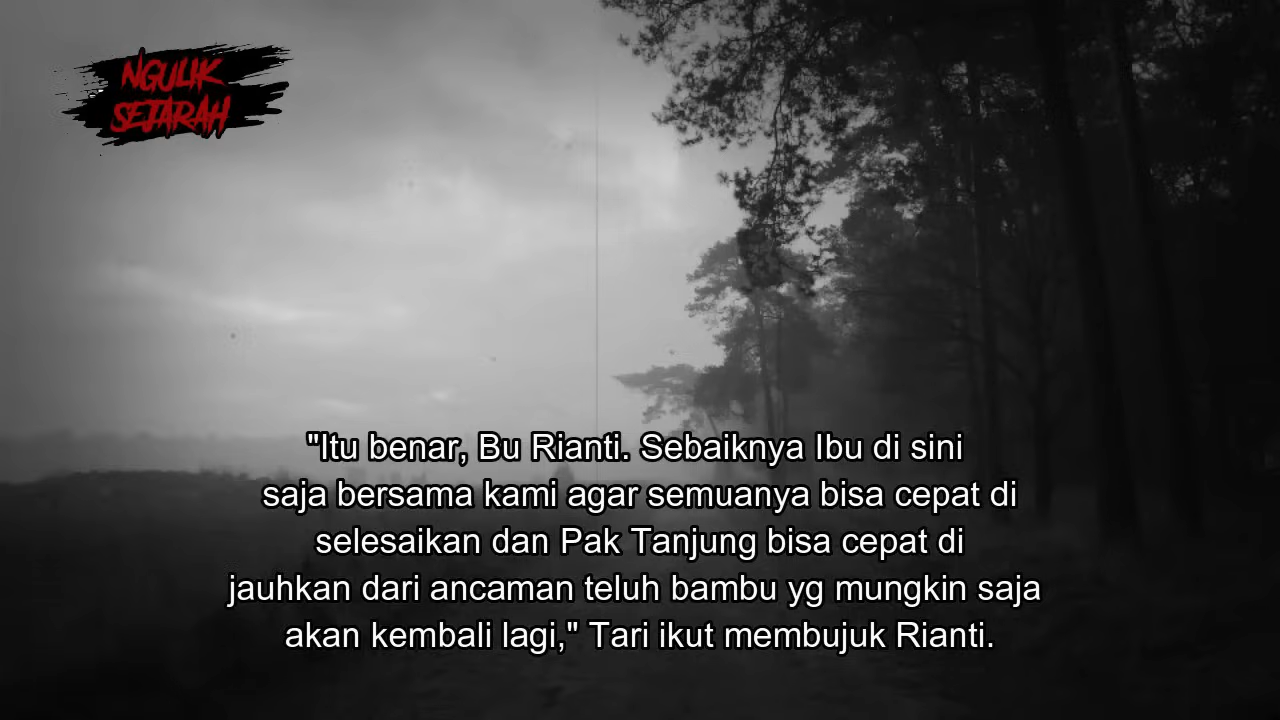 NGULIK
SEJARAH
"Itu benar, Bu Rianti. Sebaiknya Ibu di sini
saja bersama kami agar semuanya bisa cepat di
selesaikan dan Pak Tanjung bisa cepat di
jauhkan dari ancaman teluh bambu yg mungkin saja
akan kembali lagi," Tari ikut membujuk Rianti.